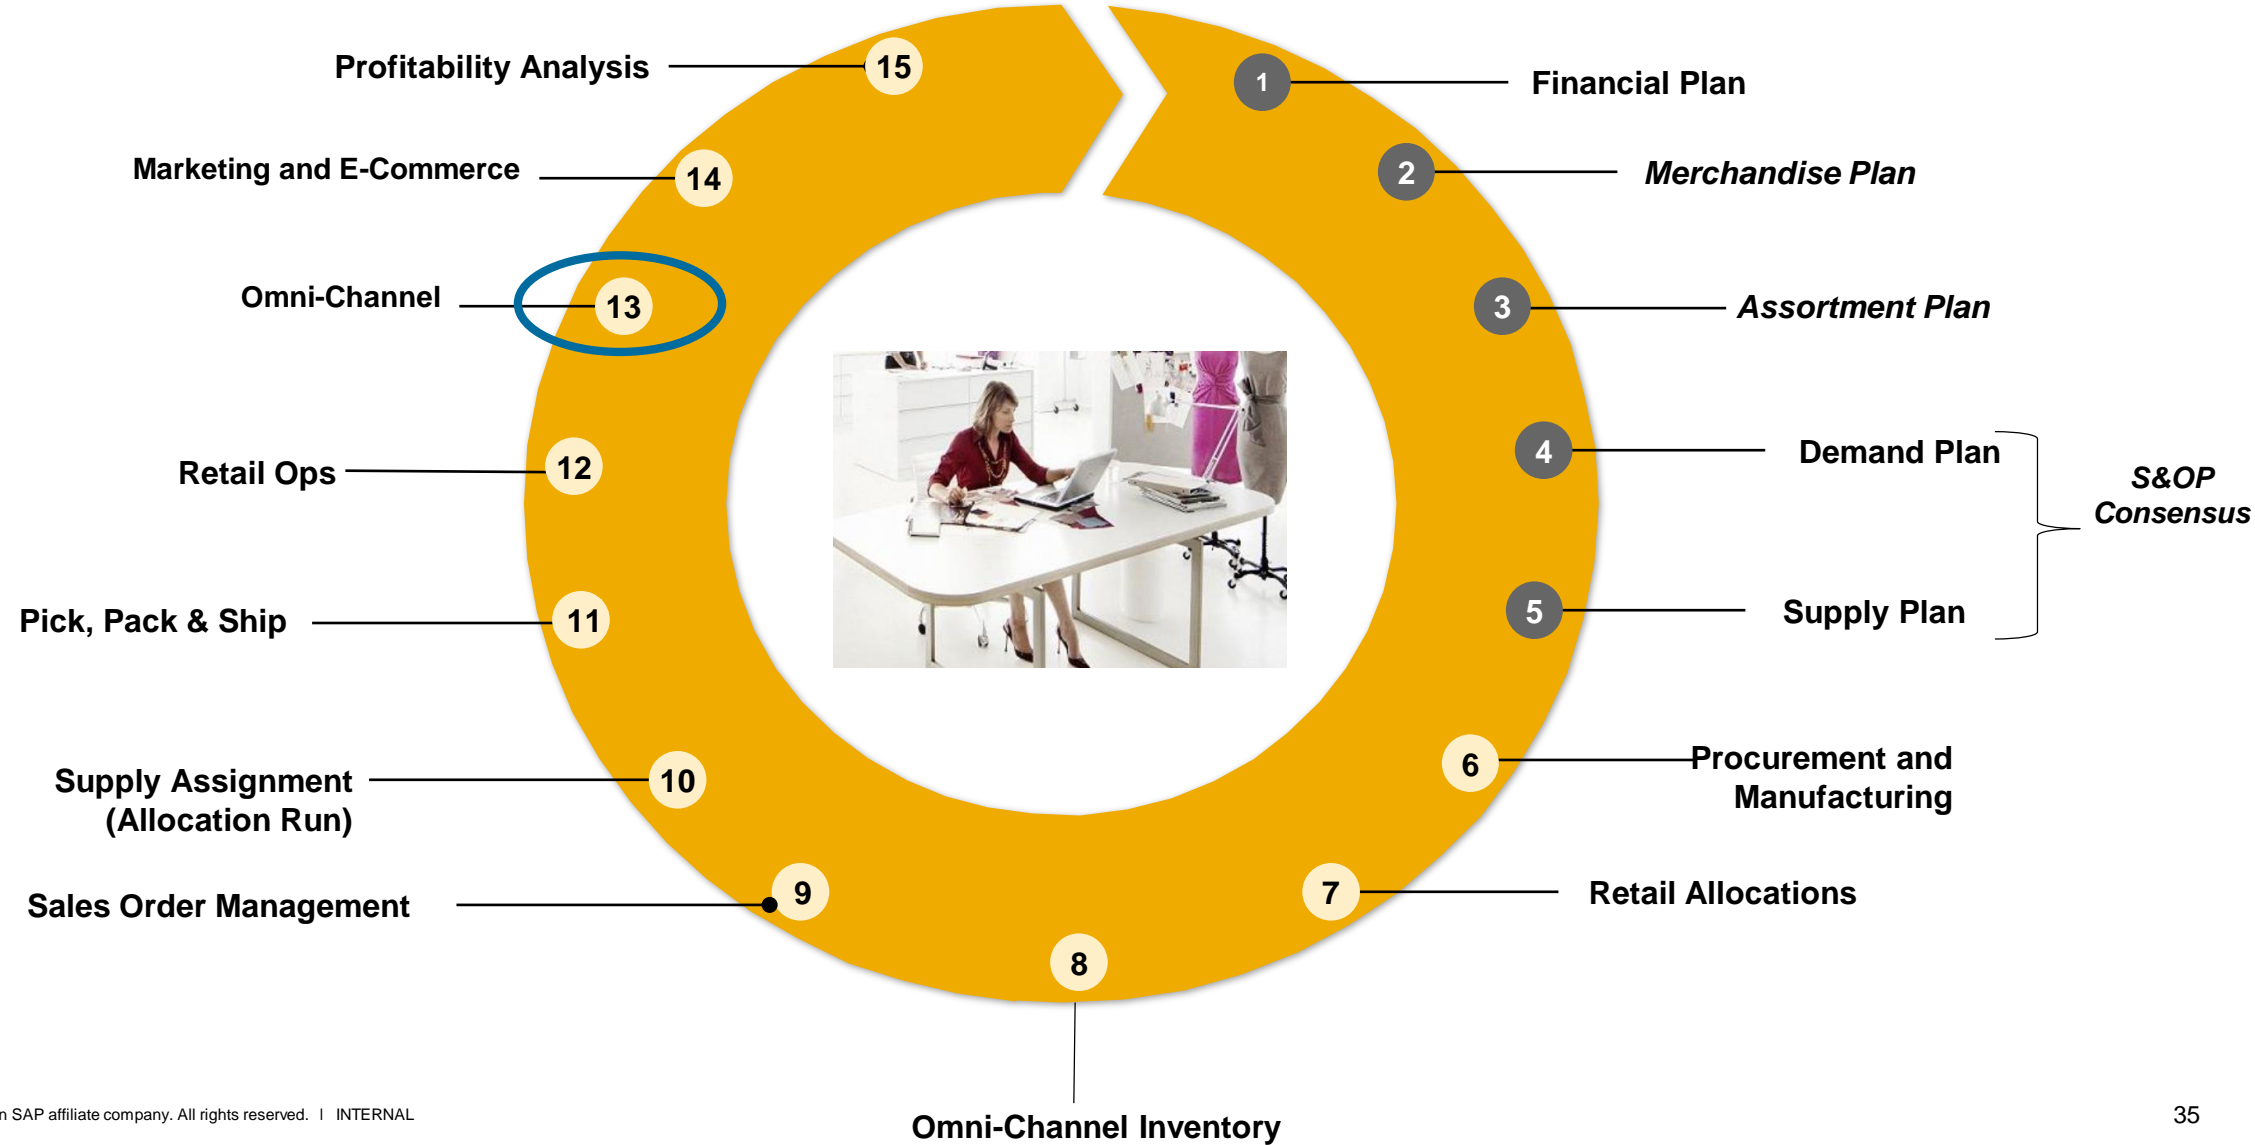 15
Profitability Analysis
1
Financial Plan
14
Marketing and E-Commerce
2
Merchandise Plan
13
Omni-Channel
3
Assortment Plan
12
Retail Ops
4
Demand Plan
S&OP
Consensus
11
Pick, Pack & Ship
5
Supply Plan
10
Supply Assignment
(Allocation Run)
6
Procurement and
Manufacturing
9
Sales Order Management
7
Retail Allocations
8
Omni-Channel Inventory
n SAP affiliate company. All rights reserved. ǀ INTERNAL
35